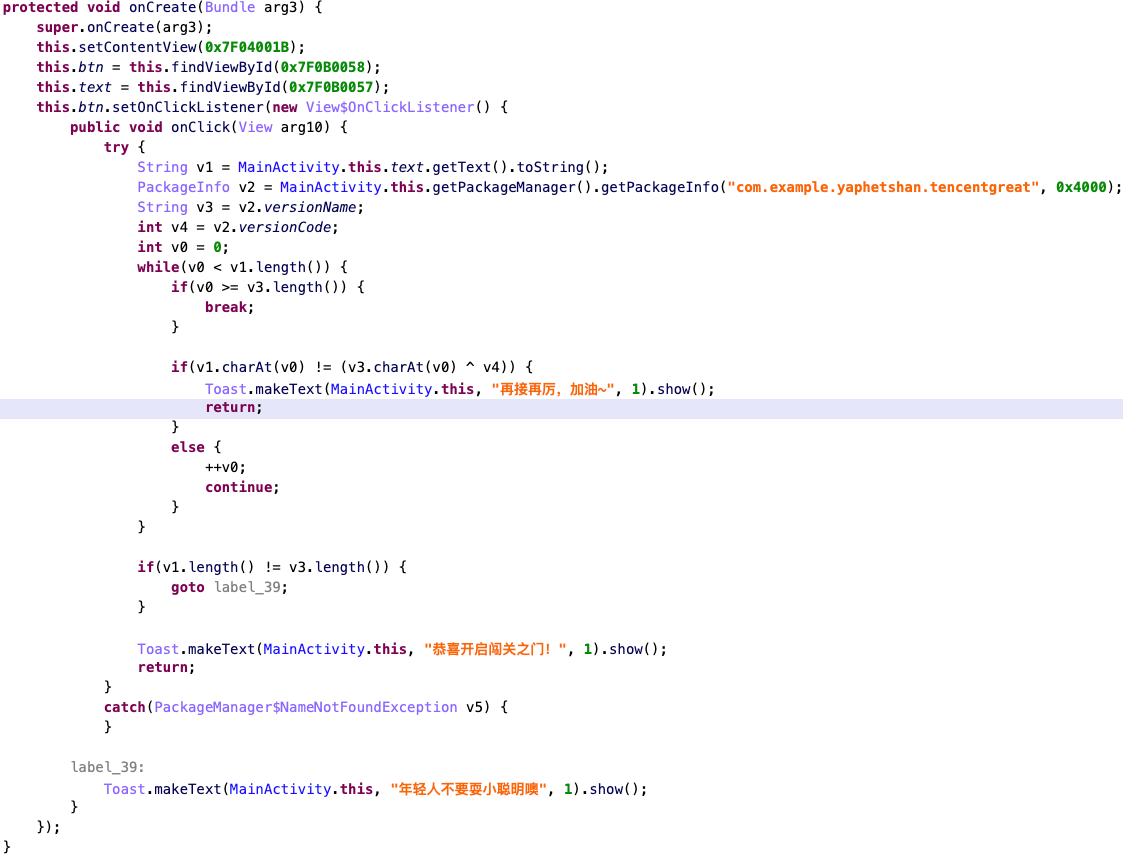 protected void onCreate(Bundle arg3) {
    super.onCreate(arg3);
    this.setContentView(0x7F04001B);
    this.btn = this.findViewById(0x7F0B0058);
    this.text = this.findViewById(0x7F0B0057);
    this.btn.setOnClickListener(new View$OnClickListener() {
        public void onClick(View arg10) {
            try {
                String v1 = MainActivity.this.text.getText().toString();
                PackageInfo v2 = MainActivity.this.getPackageManager().getPackageInfo("com.example.yaphetshan.tencentgreat", 0x4000);
                String v3 = v2.versionName;
                int v4 = v2.versionCode;
                int v0 = 0;
                while(v0 < v1.length()) {
                    if(v0 >= v3.length()) {
                        break;
                    }

                    if(v1.charAt(v0) != (v3.charAt(v0) ^ v4)) {
                        Toast.makeText(MainActivity.this, "再接再厉，加油~", 1).show();
                        return;
                    }
                    else {
                        ++v0;
                        continue;
                    }
                }

                if(v1.length() != v3.length()) {
                    goto label_39;
                }

                Toast.makeText(MainActivity.this, "恭喜开启闯关之门！", 1).show();
                return;
            }
            catch(PackageManager$NameNotFoundException v5) {
            }

        label_39:
            Toast.makeText(MainActivity.this, "年轻人不要耍小聪明噢", 1).show();
        }
    });
}